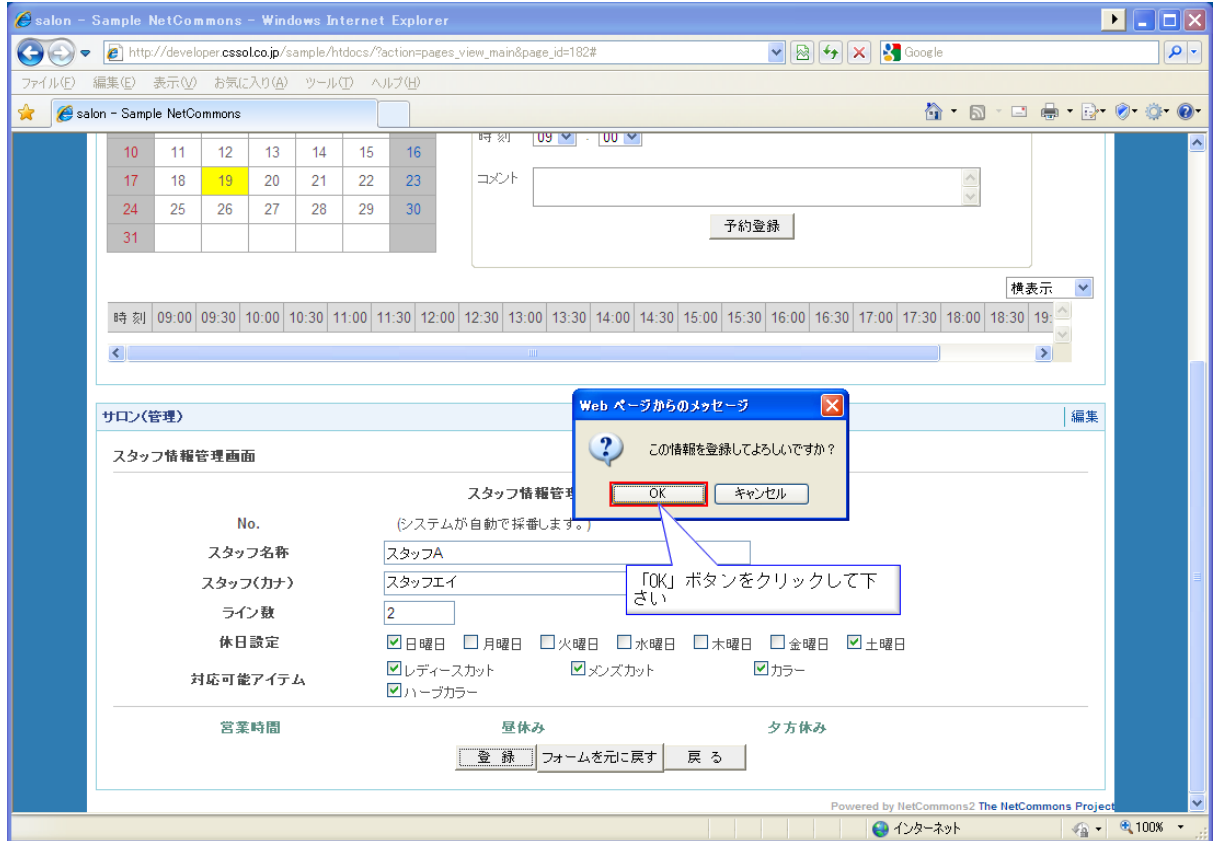 salon - Sample NetCommons - Windows Internet Explorer
http://developer.cssol.co.jp/sample/htdocs/?action=pages_view_main&page_id=182#
Google
ファイル(F) 編集(E) 表示(V) お気に入り(A) ツール(T) ヘルプ(H)
salon - Sample NetCommons
時 刻 09 - 00
10 11 12 13 14 15 16
17 18 19 20 21 22 23
コメント
24 25 26 27 28 29 30
予約登録
31
横表示
時 刻 09:00 09:30 10:00 10:30 11:00 11:30 12:00 12:30 13:00 13:30 14:00 14:30 15:00 15:30 16:00 16:30 17:00 17:30 18:00 18:30 19:
サロン(管理)
編集
Web ページからのメッセージ
この情報を登録してよろしいですか？
OK キャンセル
スタッフ情報管理画面
スタッフ情報管理
No. (システムが自動で採番します。)
スタッフ名称 スタッフA
「OK」ボタンをクリックして下
さい
スタッフ(カナ) スタッフエイ
ライン数 2
休日設定 日曜日 月曜日 火曜日 水曜日 木曜日 金曜日 土曜日
対応可能アイテム レディースカット メンズカット カラー
ハーブカラー
営業時間 昼休み 夕方休み
登 録 フォームを元に戻す 戻 る
Powered by NetCommons2 The NetCommons Project
インターネット 100%